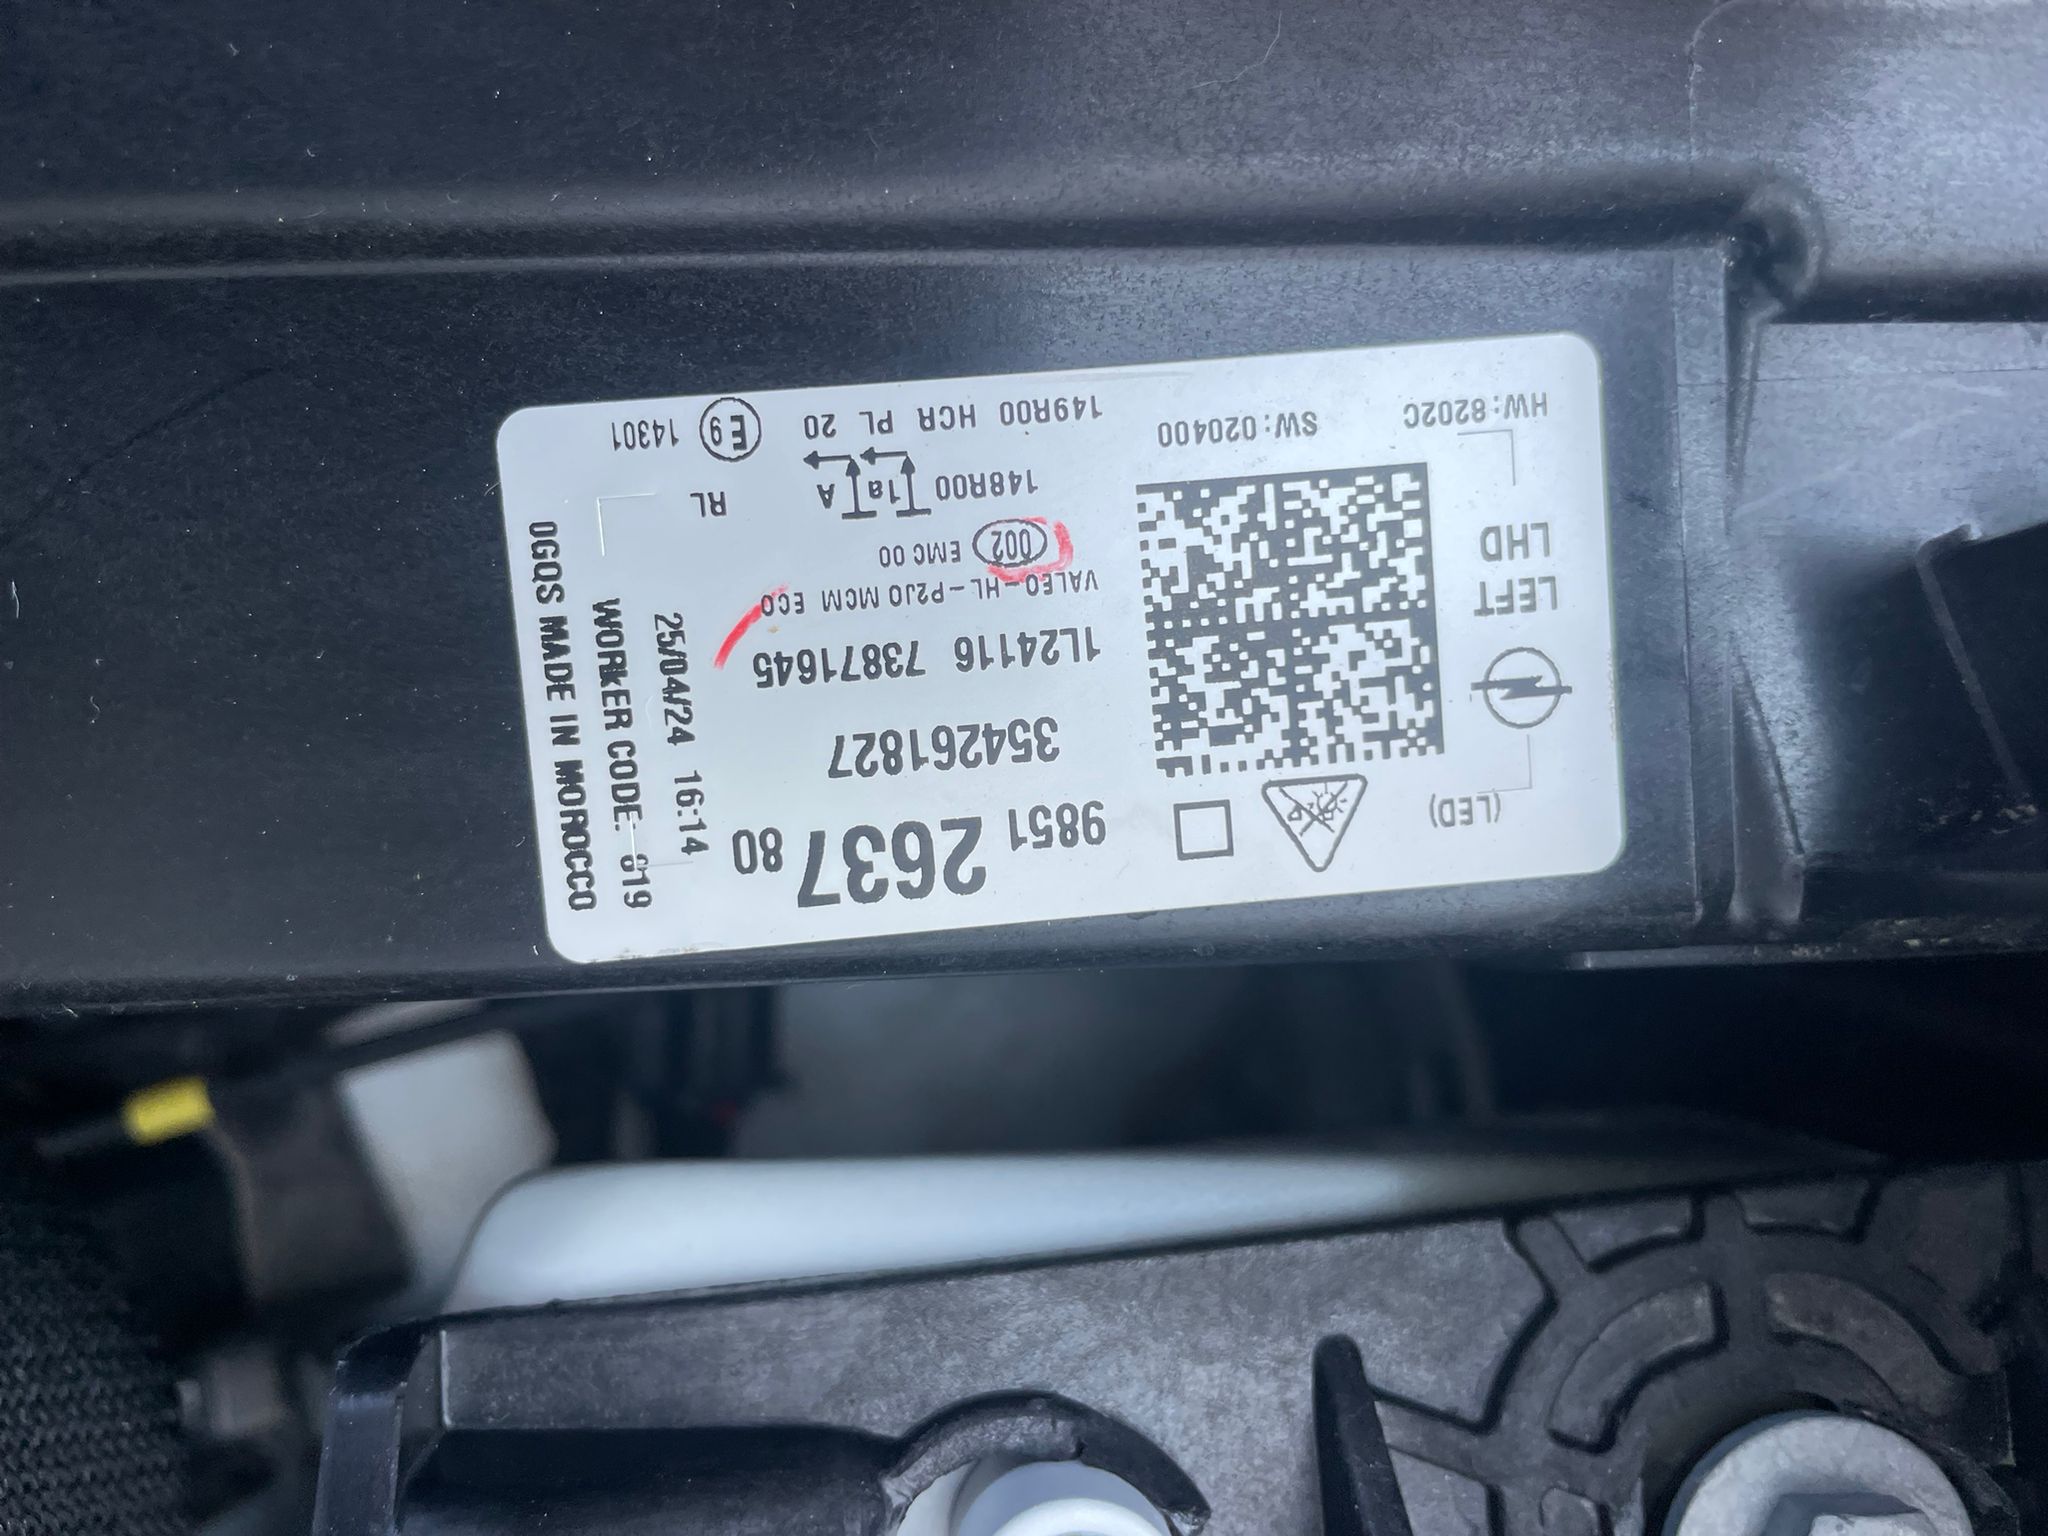 9851 2637 80
354261827
1L24116 73871645
VALEO-HL-P2JO MCM ECO
002 EMC 00
148R00 1a A RL
149R00 HCR PL 20 E9 14301
(LED)
LEFT
LHD
HW:8202C
SW:020400
25/04/24 16:14
WORKER CODE: 619
0GQS MADE IN MOROCCO